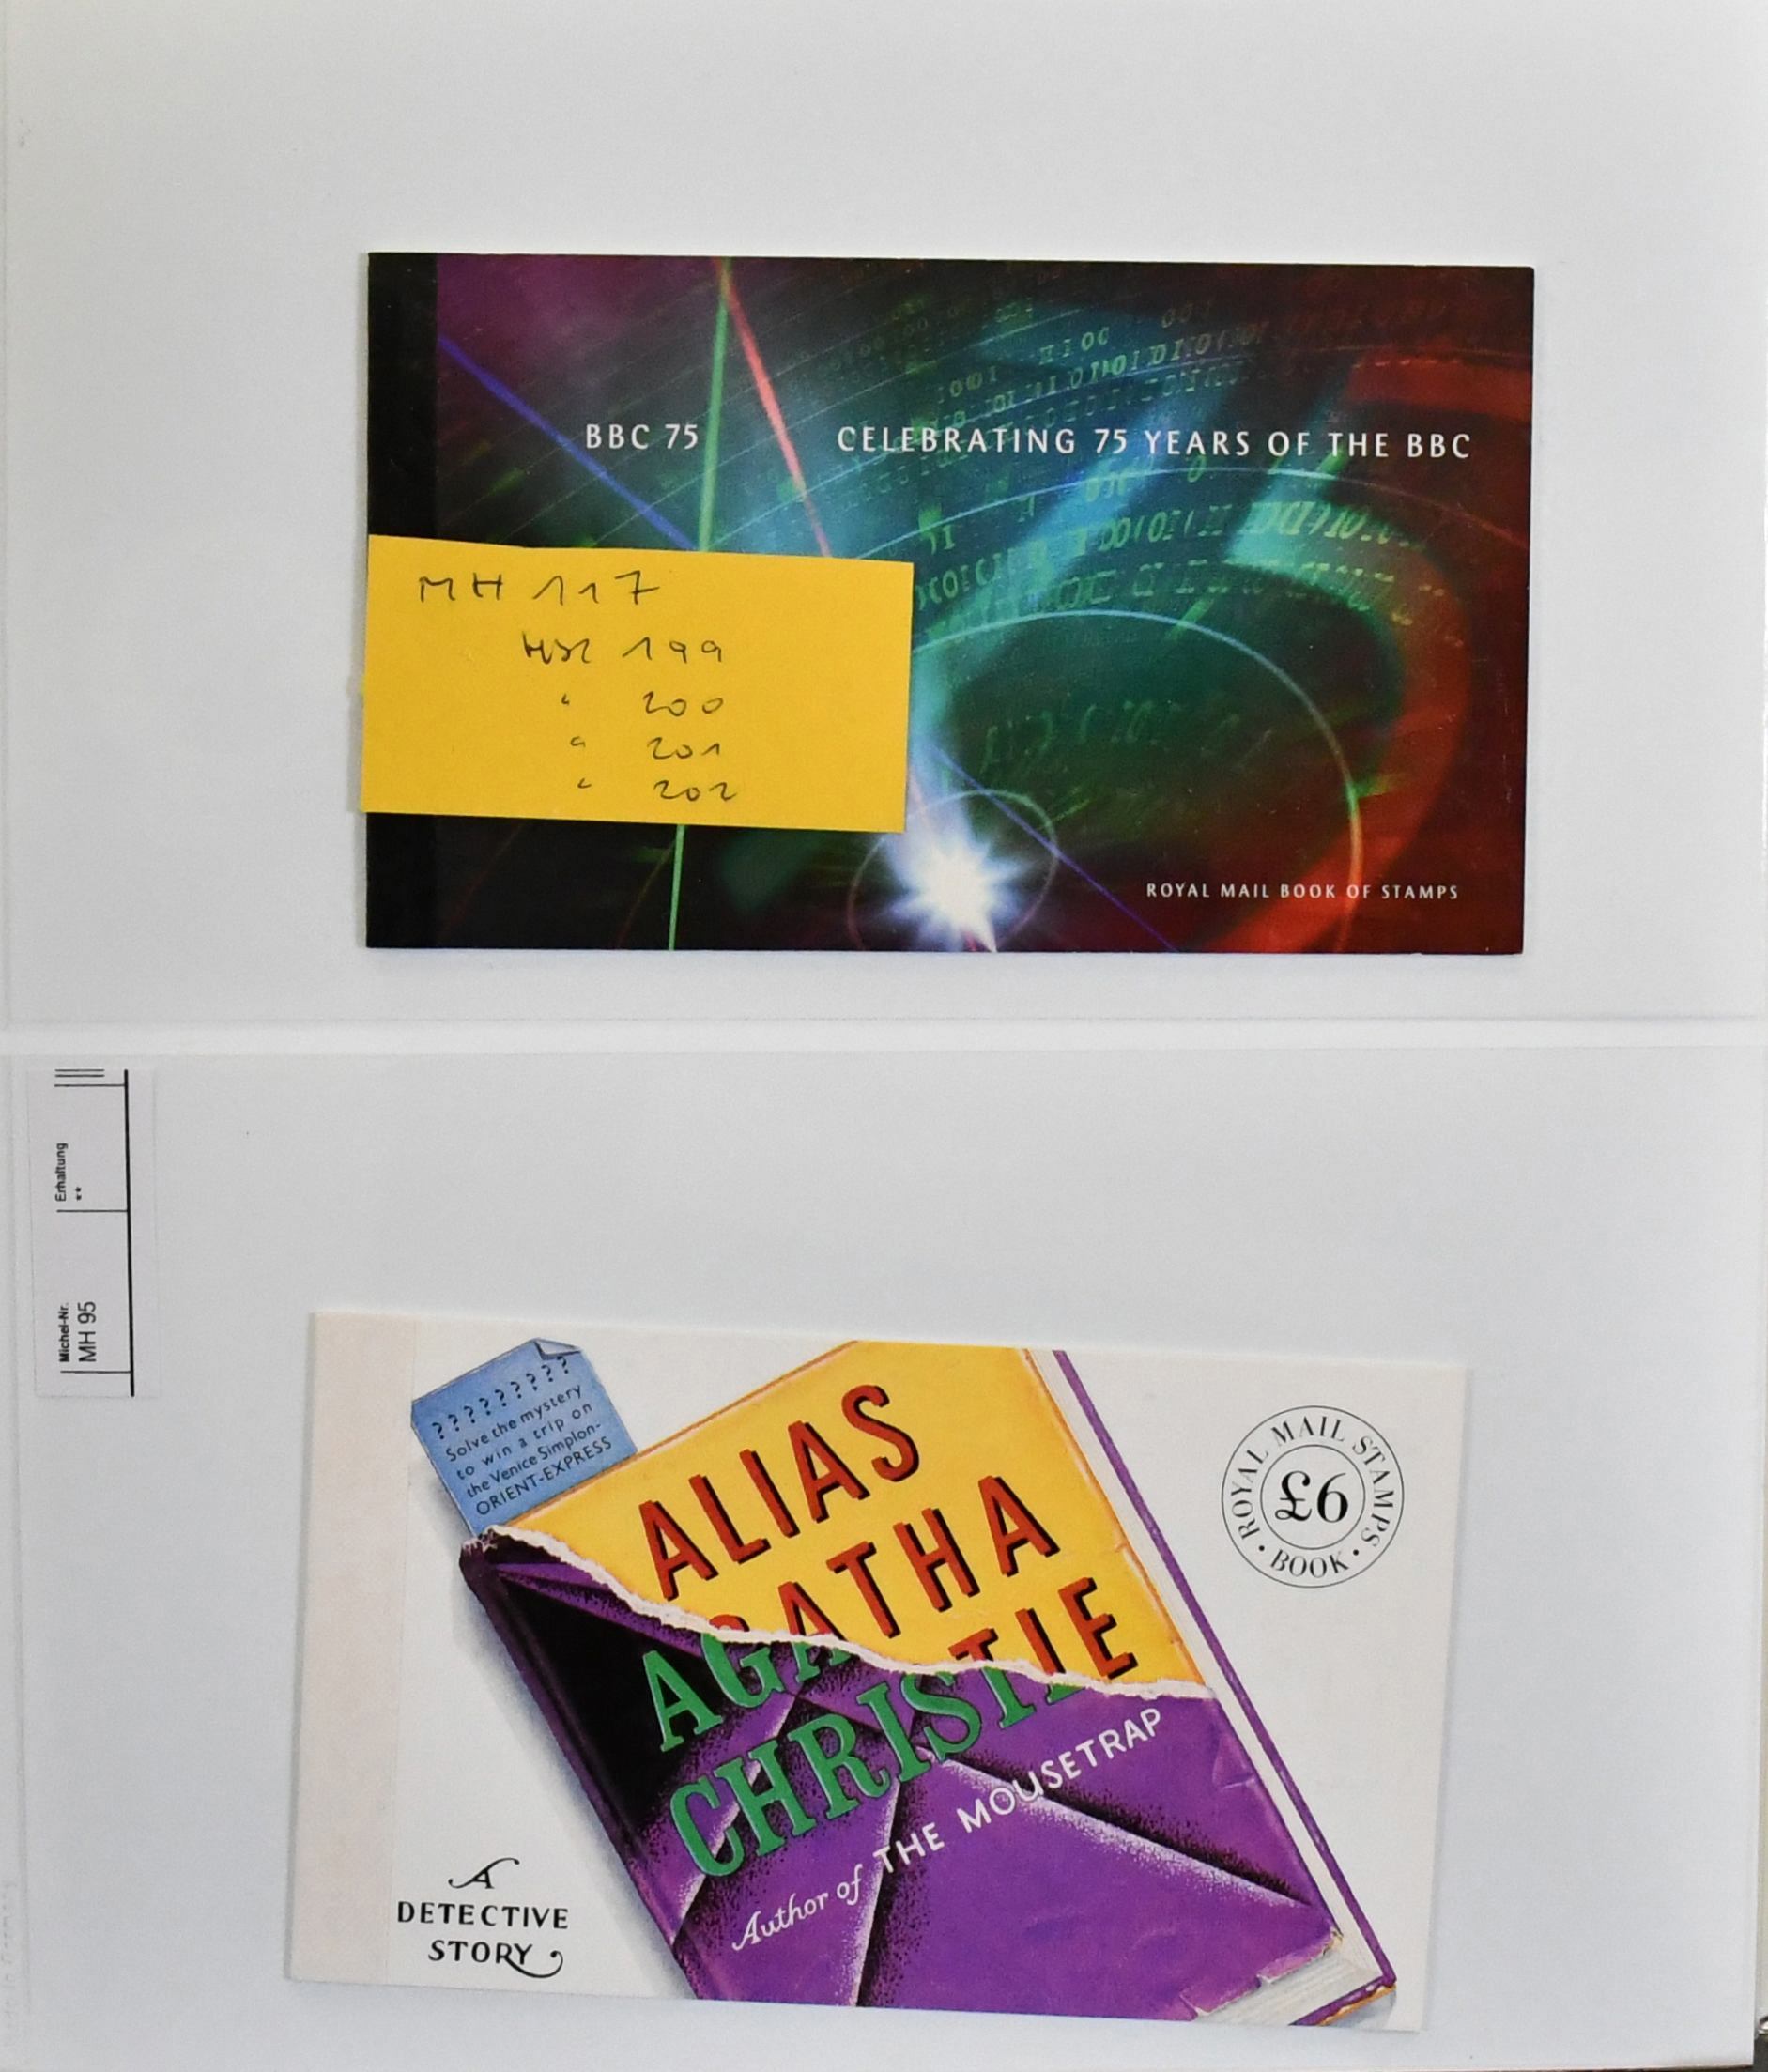 BBC 75
CELEBRATING 75 YEARS OF THE BBC
MH 117
HBl 199
" 200
" 201
" 202
ROYAL MAIL BOOK OF STAMPS
Erhaltung
**
Michel-Nr.
MH 95
?????????
Solve the mystery
to win a trip on
the Venice Simplon-
ORIENT-EXPRESS
ALIAS
AGATHA
CHRISTIE
Author of THE MOUSETRAP
ROYAL MAIL STAMPS
£6
• BOOK •
A
DETECTIVE
STORY